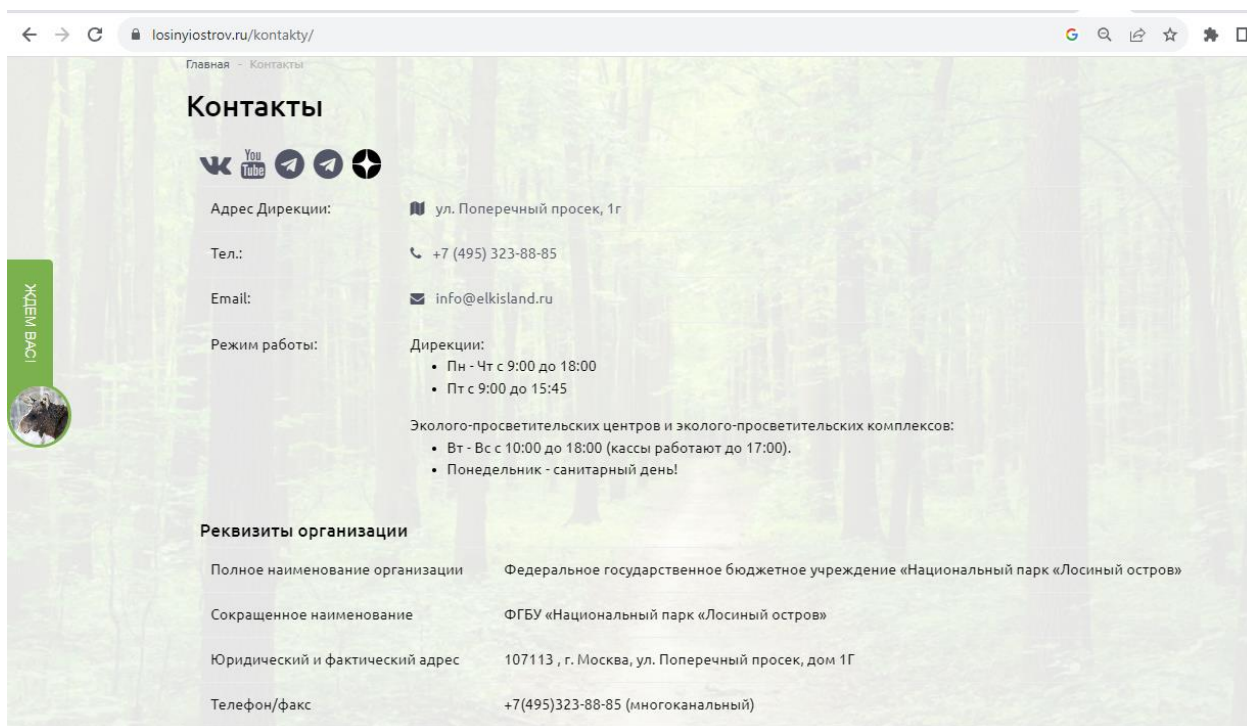 losinyiostrov.ru/kontakty/
Главная - Контакты
Контакты
You Tube
Адрес Дирекции: ул. Поперечный просек, 1г
Тел.: +7 (495) 323-88-85
Email: info@elkisland.ru
ЖДЕМ ВАС!
Режим работы: Дирекции:
• Пн - Чт с 9:00 до 18:00
• Пт с 9:00 до 15:45
Эколого-просветительских центров и эколого-просветительских комплексов:
• Вт - Вс с 10:00 до 18:00 (кассы работают до 17:00).
• Понедельник - санитарный день!
Реквизиты организации
Полное наименование организации Федеральное государственное бюджетное учреждение «Национальный парк «Лосиный остров»
Сокращенное наименование ФГБУ «Национальный парк «Лосиный остров»
Юридический и фактический адрес 107113 , г. Москва, ул. Поперечный просек, дом 1Г
Телефон/факс +7(495)323-88-85 (многоканальный)